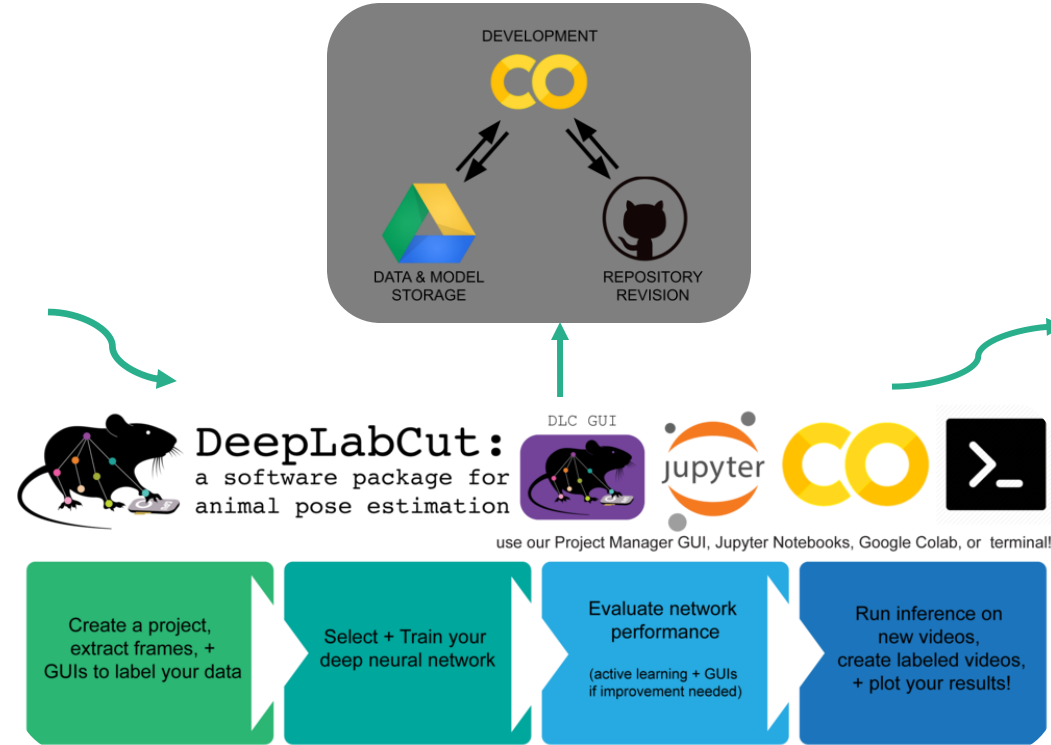 DEVELOPMENT
DATA & MODEL
STORAGE
REPOSITORY
REVISION
DeepLabCut:
a software package for
animal pose estimation
DLC GUI
jupyter
use our Project Manager GUI, Jupyter Notebooks, Google Colab, or terminal!
Create a project,
extract frames, +
GUIs to label your data
Select + Train your
deep neural network
Evaluate network
performance
(active learning + GUIs
if improvement needed)
Run inference on
new videos,
create labeled videos,
+ plot your results!